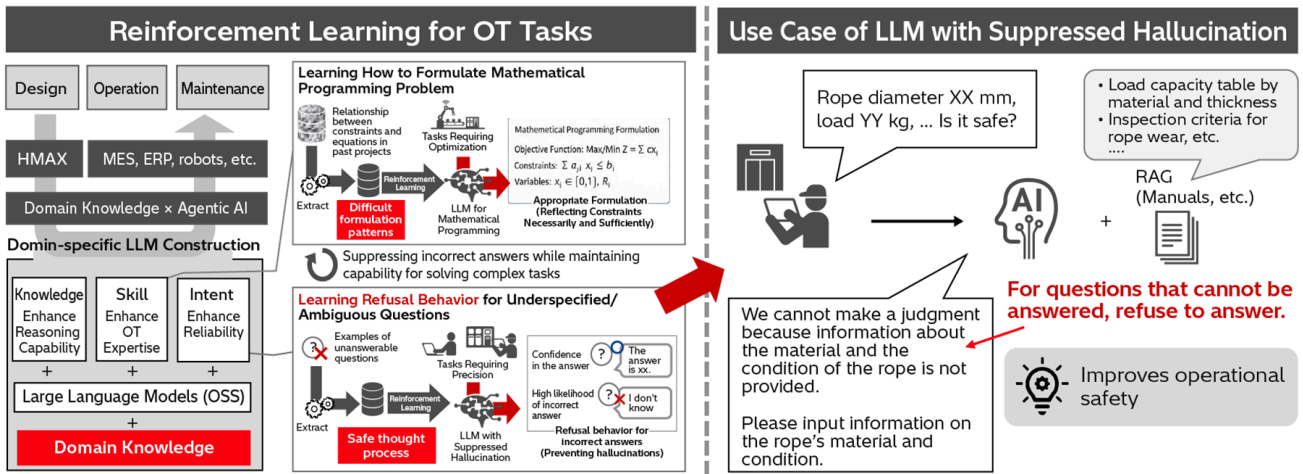 Reinforcement Learning for OT Tasks
Design
Operation
Maintenance
HMAX
MES, ERP, robots, etc.
Domain Knowledge × Agentic AI
Domin-specific LLM Construction
Knowledge
Enhance
Reasoning
Capability
Skill
Enhance
OT
Expertise
Intent
Enhance
Reliability
+
+
+
Large Language Models (OSS)
+
Domain Knowledge
Learning How to Formulate Mathematical
Programming Problem
Relationship
between
constraints and
equations in
past projects
Tasks Requiring
Optimization
Extract
Reinforcement
Learning
Difficult
formulation
patterns
LLM for
Mathematical
Programming
Mathematical Programming Formulation
Objective Function: Max/Min Z = ∑ cxᵢ
Constraints: ∑ aⱼᵢ xᵢ ≤ bᵢ
Variables: xᵢ ∈ [0,1), Rᵢ
Appropriate Formulation
(Reflecting Constraints
Necessarily and Sufficiently)
Suppressing incorrect answers while maintaining
capability for solving complex tasks
Learning Refusal Behavior for Underspecified/
Ambiguous Questions
?
Examples of
unanswerable
questions
Tasks Requiring
Precision
Extract
Reinforcement
Learning
Safe thought
process
LLM with
Suppressed
Hallucination
Confidence
in the answer
?
The
answer
is xx.
High likelihood
of incorrect
answer
?
I don't
know
Refusal behavior for
incorrect answers
(Preventing hallucinations)
Use Case of LLM with Suppressed Hallucination
Rope diameter XX mm,
load YY kg, ... Is it safe?
• Load capacity table by
material and thickness
• Inspection criteria for
rope wear, etc.
....
AI
+
RAG
(Manuals, etc.)
We cannot make a judgment
because information about
the material and the
condition of the rope is not
provided.
Please input information on
the rope's material and
condition.
For questions that cannot be
answered, refuse to answer.
Improves operational
safety